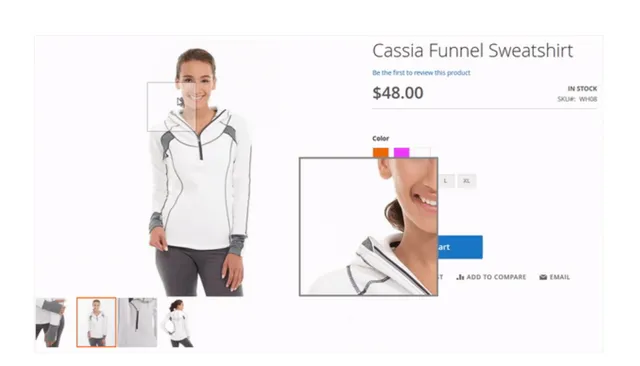 Cassia Funnel Sweatshirt
Be the first to review this product
$48.00
IN STOCK
SKU#: WH08
Color
L XL
art
ST ADD TO COMPARE EMAIL